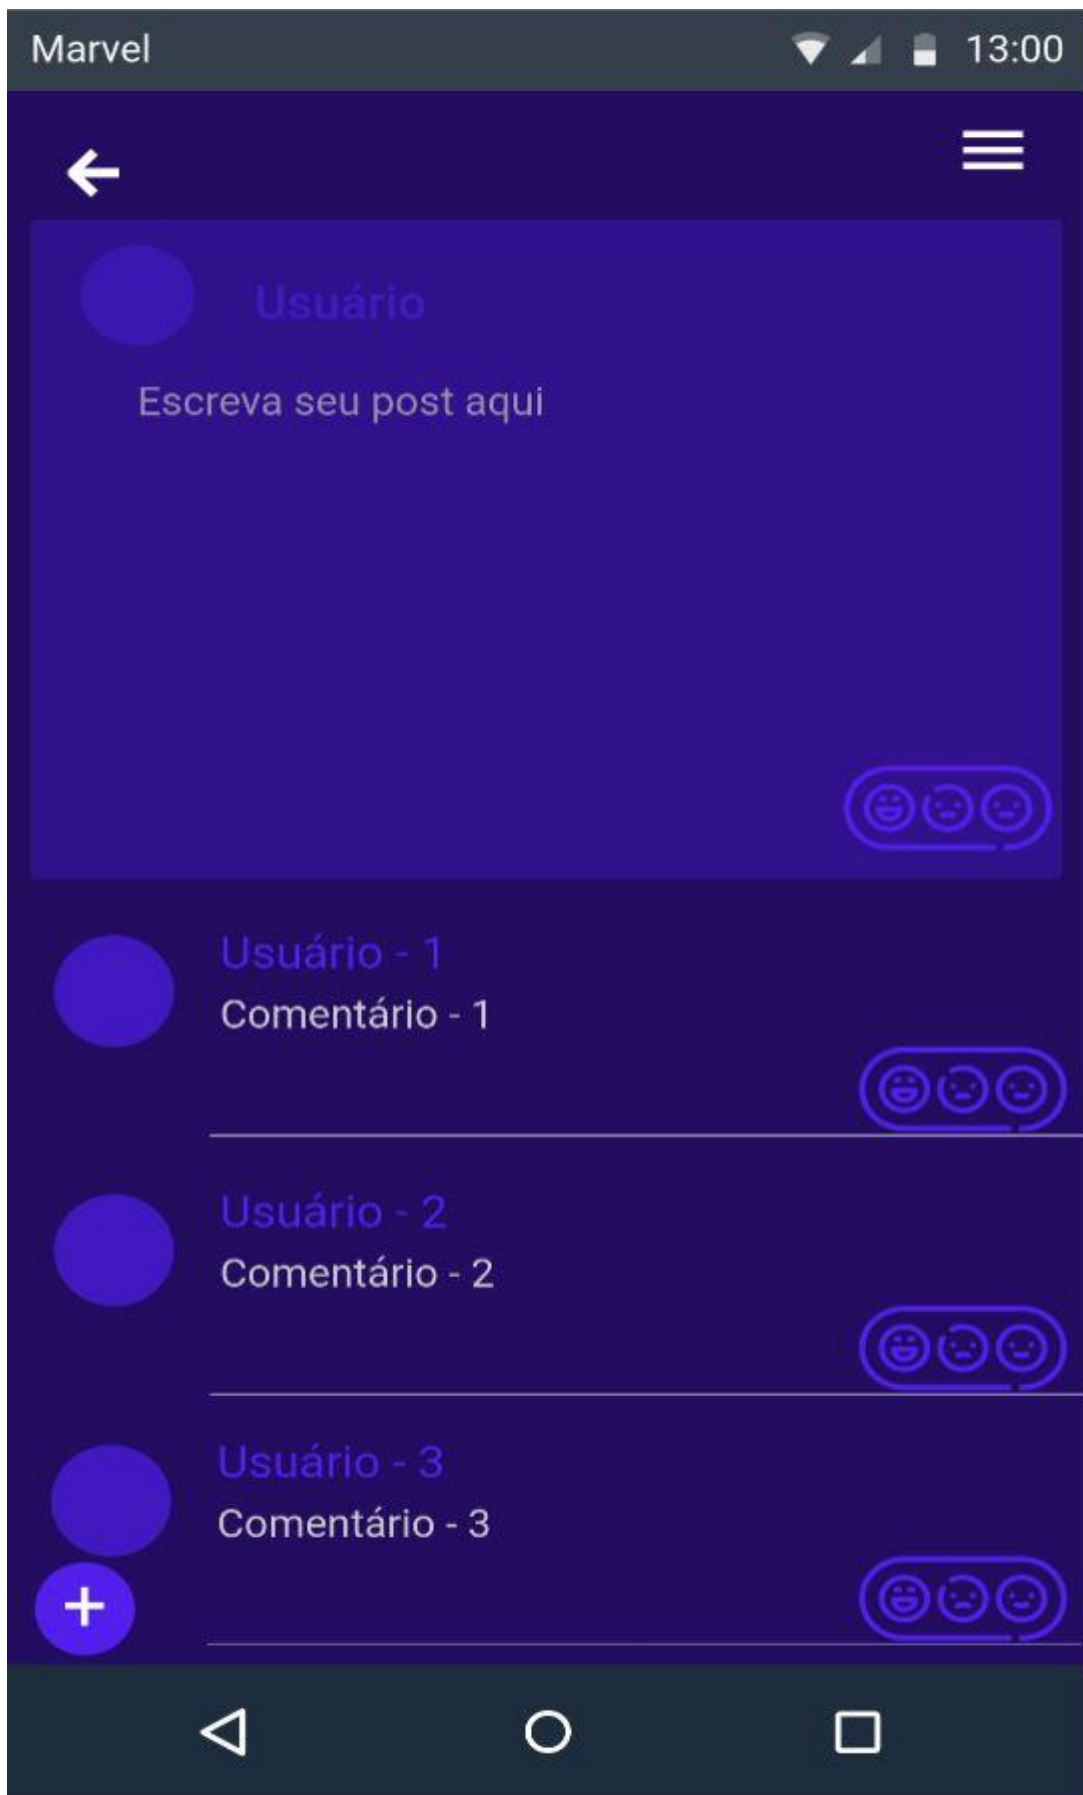 Marvel 13:00
Usuário
Escreva seu post aqui
Usuário - 1
Comentário - 1
Usuário - 2
Comentário - 2
Usuário - 3
Comentário - 3